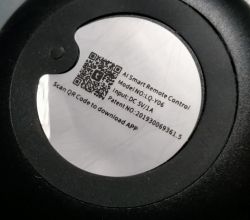 AI Smart Remote Control
Model NO: LQ-Y06
Input: DC 5V/1A
Patent NO: 201930069361.5
Scan QR Code to download APP